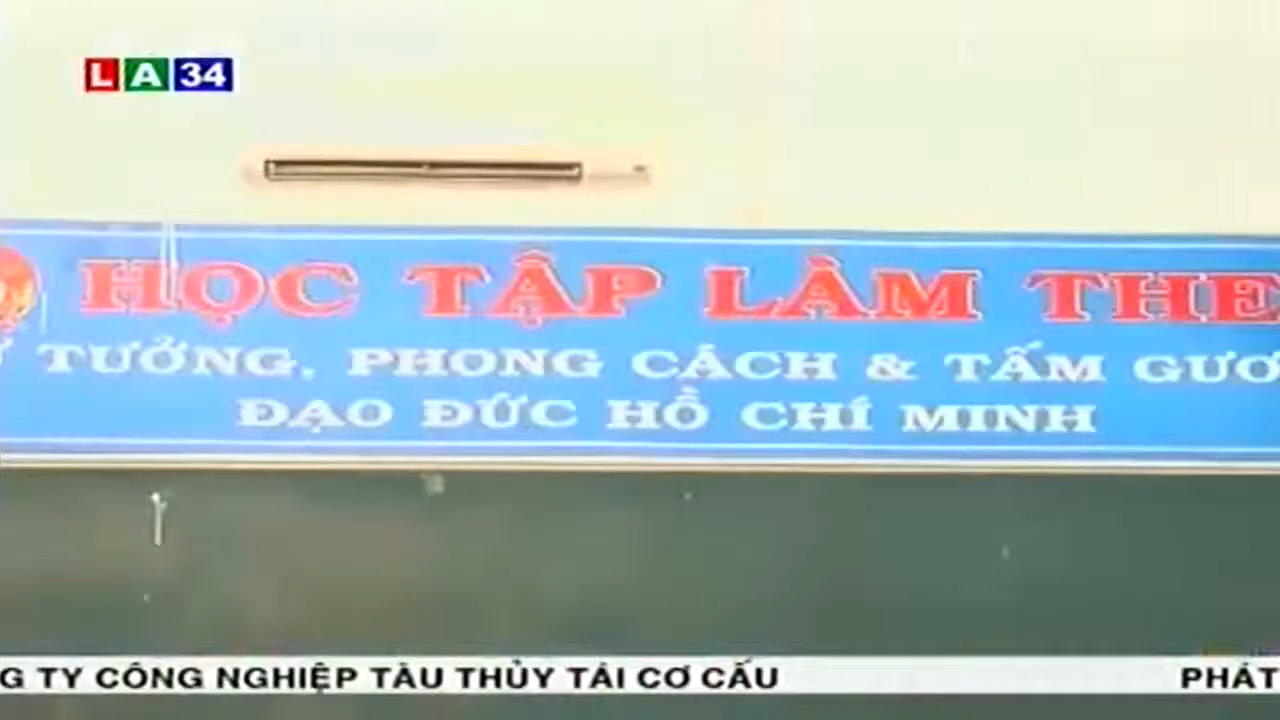 LA34
HỌC TẬP LÀM THE
TƯỞNG, PHONG CÁCH & TẤM GƯƠ
ĐẠO ĐỨC HỒ CHÍ MINH
G TY CÔNG NGHIỆP TÀU THỦY TÁI CƠ CẤU PHÁT